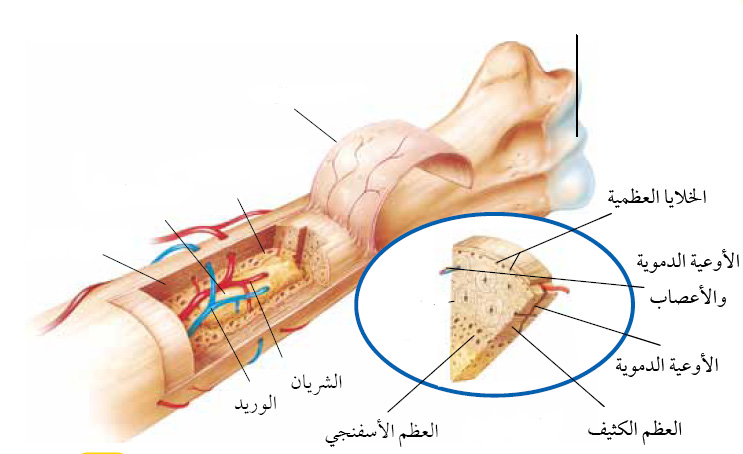 الخلايا العظمية
الأوعية الدموية
والأعصاب
الأوعية الدموية
الشريان
الوريد
العظم الكثيف
العظم الأسفنجي